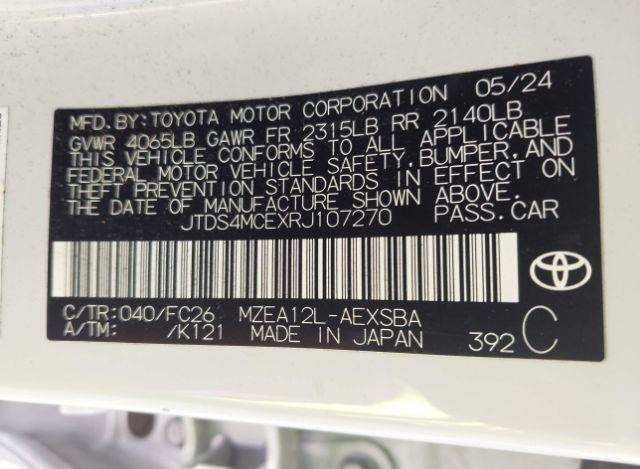 MFD.BY:TOYOTA MOTOR CORPORATION 05/24
GVWR 4065LB GAWR FR 2315LB RR 2140LB
THIS VEHICLE CONFORMS TO ALL APPLICABLE
FEDERAL MOTOR VEHICLE SAFETY,BUMPER,AND
THEFT PREVENTION STANDARDS IN EFFECT ON
THE DATE OF MANUFACTURE SHOWN ABOVE.
JTDS4MCEXRJ107270 PASS.CAR
C/TR:040/FC26 MZEA12L-AEXSBA
A/TM: /K121 MADE IN JAPAN 392 C